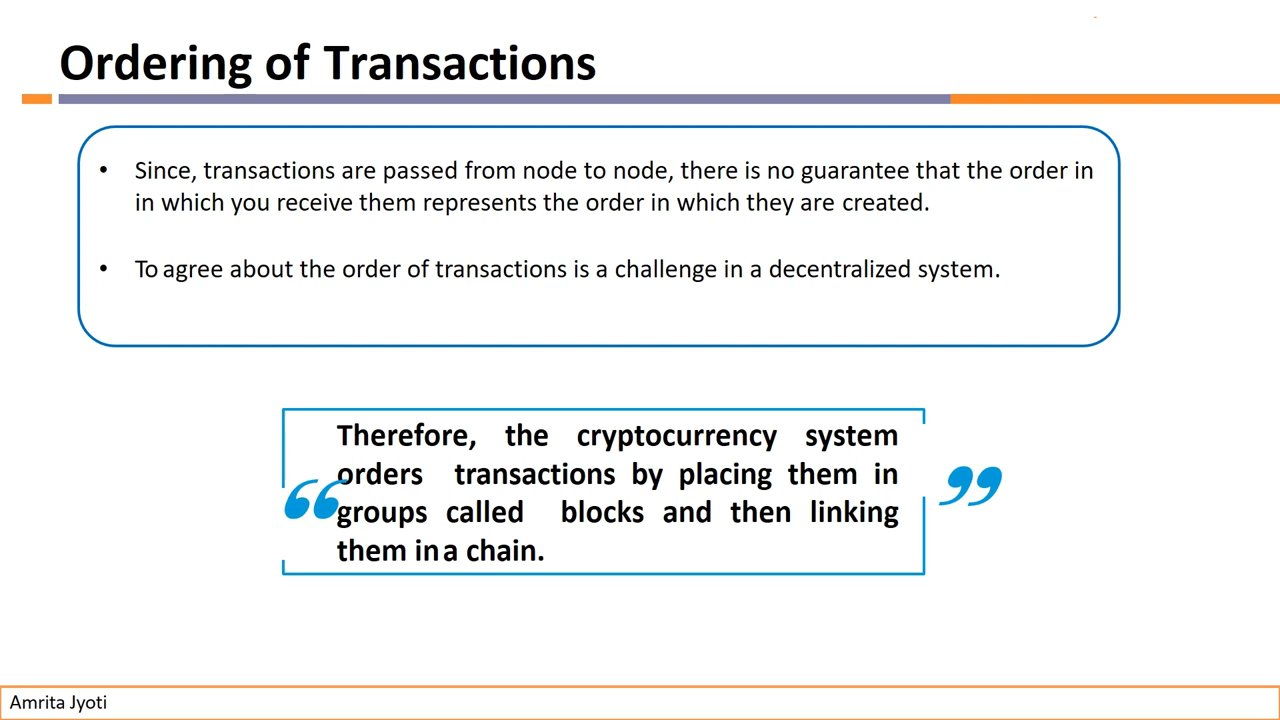 Ordering of Transactions
• Since, transactions are passed from node to node, there is no guarantee that the order in
in which you receive them represents the order in which they are created.
• To agree about the order of transactions is a challenge in a decentralized system.
“ Therefore, the cryptocurrency system
orders transactions by placing them in
groups called blocks and then linking
them in a chain. ”
Amrita Jyoti